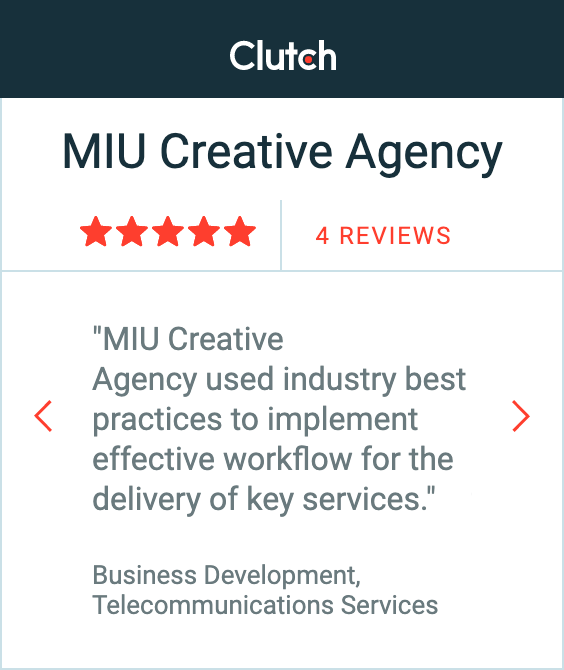 Clutch
MIU Creative Agency
4 REVIEWS
"MIU Creative
Agency used industry best
practices to implement
effective workflow for the
delivery of key services."
Business Development,
Telecommunications Services